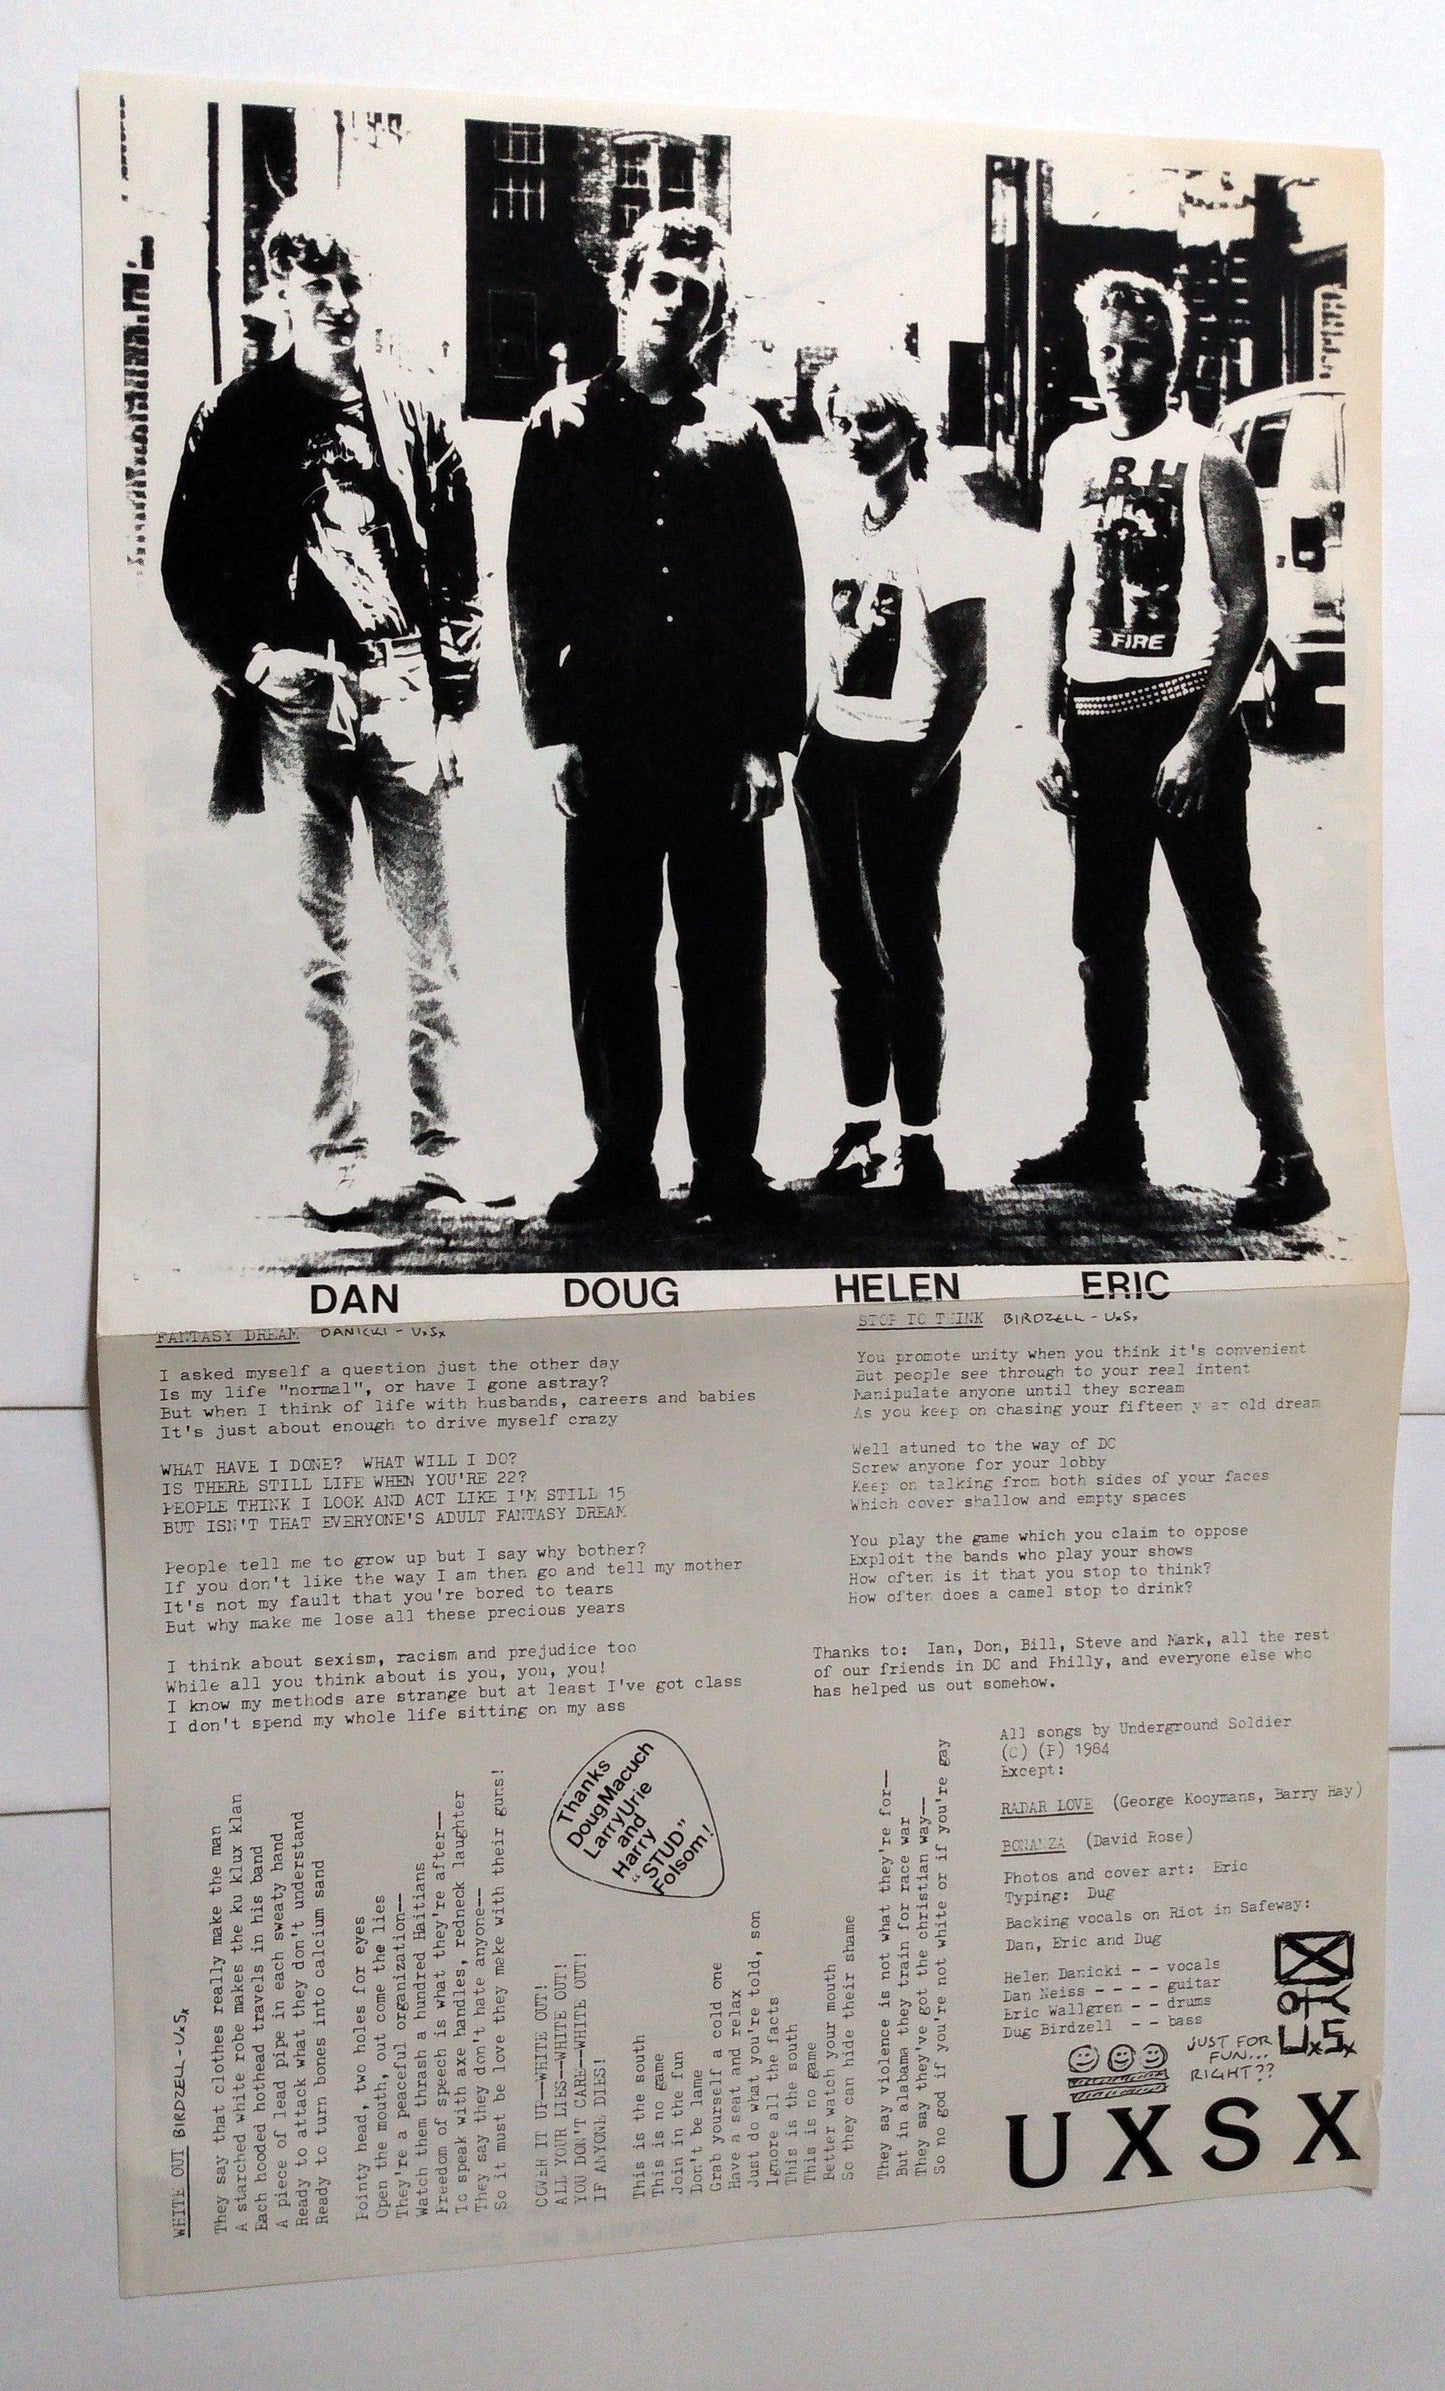 RH
E FIRE
DAN DOUG HELEN ERIC
FANTASY DREAM DANICKI - UxSx
I asked myself a question just the other day
Is my life "normal", or have I gone astray?
But when I think of life with husbands, careers and babies
It's just about enough to drive myself crazy
WHAT HAVE I DONE? WHAT WILL I DO?
IS THERE STILL LIFE WHEN YOU'RE 22?
PEOPLE THINK I LOOK AND ACT LIKE I'M STILL 15
BUT ISN'T THAT EVERYONE'S ADULT FANTASY DREAM
People tell me to grow up but I say why bother?
If you don't like the way I am then go and tell my mother
It's not my fault that you're bored to tears
But why make me lose all these precious years
I think about sexism, racism and prejudice too
While all you think about is you, you, you!
I know my methods are strange but at least I've got class
I don't spend my whole life sitting on my ass
STOP TO THINK BIRDZELL - UxSx
You promote unity when you think it's convenient
But people see through to your real intent
Manipulate anyone until they scream
As you keep on chasing your fifteen y ar old dream
Well atuned to the way of DC
Screw anyone for your lobby
Keep on talking from both sides of your faces
Which cover shallow and empty spaces
You play the game which you claim to oppose
Exploit the bands who play your shows
How often is it that you stop to think?
How often does a camel stop to drink?
Thanks to: Ian, Don, Bill, Steve and Mark, all the rest
of our friends in DC and Philly, and everyone else who
has helped us out somehow.
WHITE OUT BIRDZELL - UxSx
They say that clothes really make the man
A starched white robe makes the ku klux klan
Each hooded hothead travels in his band
A piece of lead pipe in each sweaty hand
Ready to attack what they don't understand
Ready to turn bones into calcium sand
Pointy head, two holes for eyes
Open the mouth, out come the lies
They're a peaceful organization--
Watch them thrash a hundred Haitians
Freedom of speech is what they're after--
To speak with axe handles, redneck laughter
They say they don't hate anyone--
So it must be love they make with their guns!
COVER IT UP--WHITE OUT!
ALL YOUR LIES--WHITE OUT!
YOU DON'T CARE--WHITE OUT!
IF ANYONE DIES!
This is the south
This is no game
Join in the fun
Don't be lame
Grab yourself a cold one
Have a seat and relax
Just do what you're told, son
Ignore all the facts
This is the south
This is no game
Better watch your mouth
So they can hide their shame
They say violence is not what they're for--
But in alabama they train for race war
They say they've got the christian way--
So no god if you're not white or if you're gay
Thanks
Doug Macuch
Larry Urie
and
Harry
"STUD"
Folsom!
All songs by Underground Soldier
(C) (P) 1984
Except:
RADAR LOVE (George Kooymans, Barry Hay)
BONANZA (David Rose)
Photos and cover art: Eric
Typing: Dug
Backing vocals on Riot in Safeway:
Dan, Eric and Dug
Helen Danicki - - vocals
Dan Neiss - - - - guitar
Eric Wallgren - - drums
Dug Birdzell - - bass
UxSx
JUST FOR
FUN...
RIGHT??
UXSX